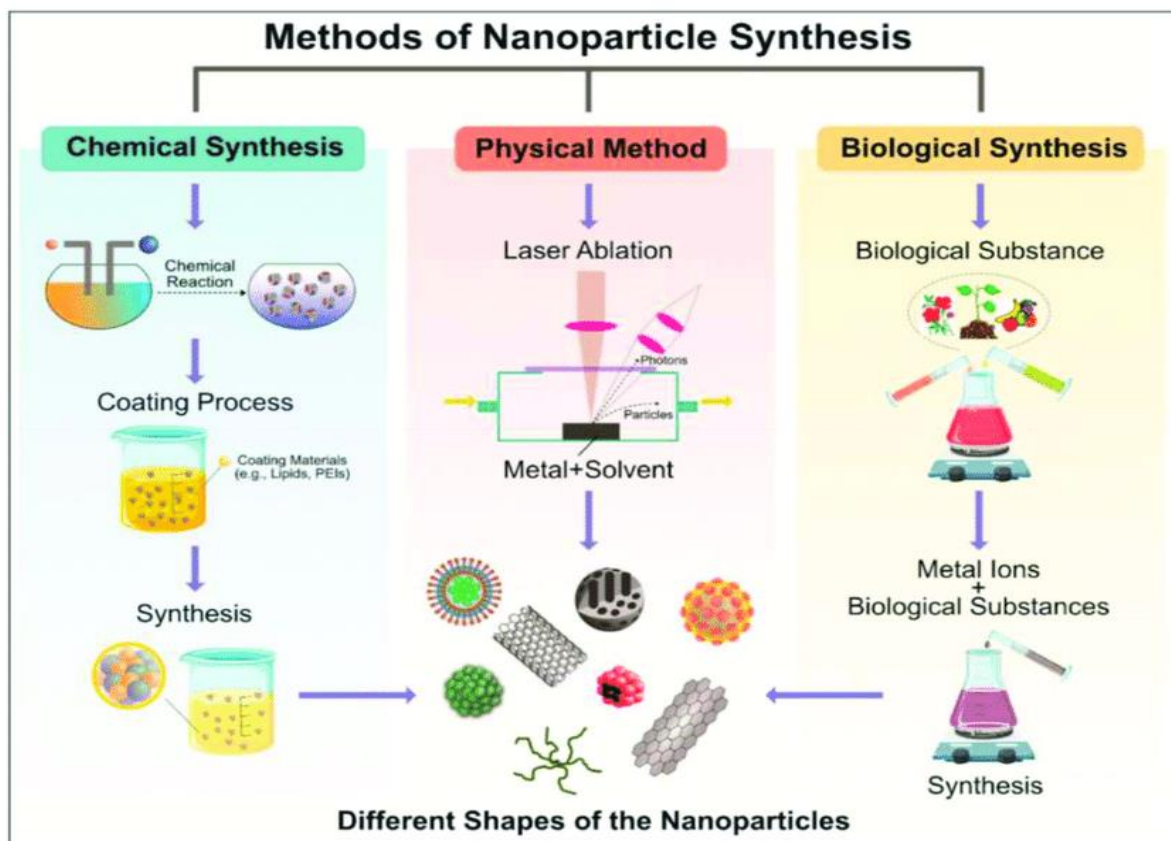 Methods of Nanoparticle Synthesis
Chemical Synthesis
Chemical
Reaction
Coating Process
Coating Materials
(e.g., Lipids, PEIs)
Synthesis
Physical Method
Laser Ablation
Photons
Particles
Metal+Solvent
Biological Synthesis
Biological Substance
Metal Ions
+
Biological Substances
Synthesis
Different Shapes of the Nanoparticles